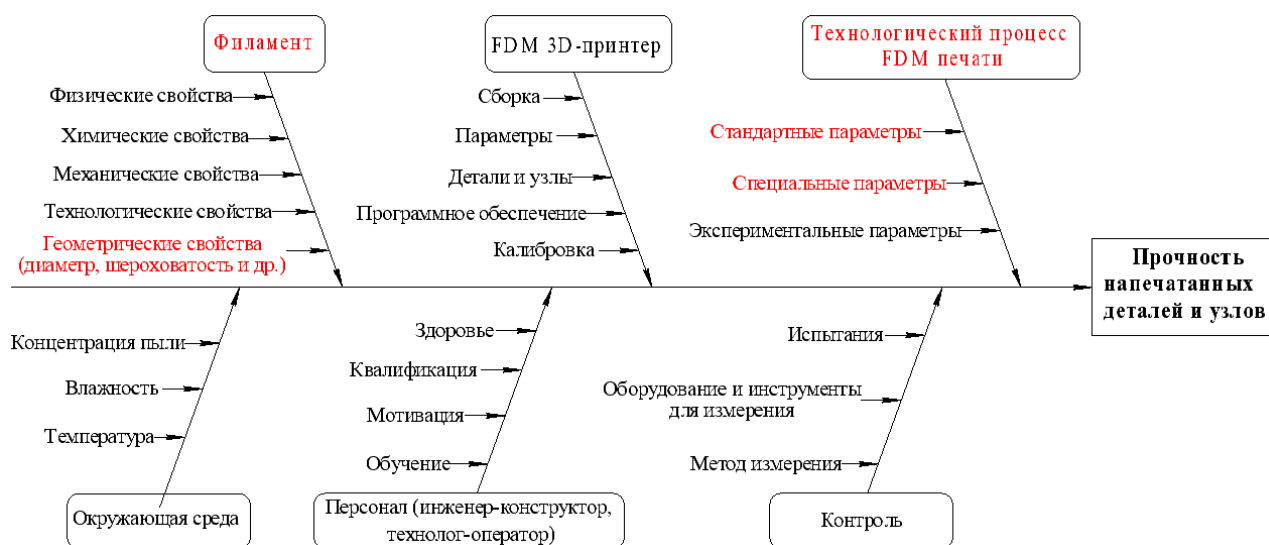 Филамент
FDM 3D-принтер
Технологический процесс
FDM печати
Физические свойства
Химические свойства
Механические свойства
Технологические свойства
Геометрические свойства
(диаметр, шероховатость и др.)
Сборка
Параметры
Детали и узлы
Программное обеспечение
Калибровка
Стандартные параметры
Специальные параметры
Экспериментальные параметры
Прочность
напечатанных
деталей и узлов
Концентрация пыли
Влажность
Температура
Окружающая среда
Здоровье
Квалификация
Мотивация
Обучение
Персонал (инженер-конструктор,
технолог-оператор)
Испытания
Оборудование и инструменты
для измерения
Метод измерения
Контроль